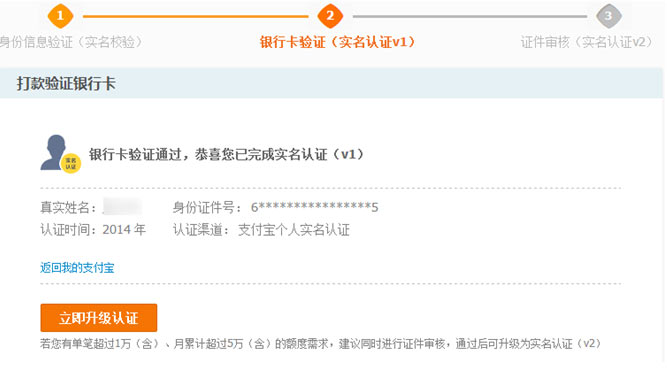 1 2 3
身份信息验证（实名校验） 银行卡验证（实名认证v1） 证件审核（实名认证v2）
打款验证银行卡
实名
认证
银行卡验证通过，恭喜您已完成实名认证（v1）
真实姓名： 身份证件号： 6****************5
认证时间：2014 年 认证渠道： 支付宝个人实名认证
返回我的支付宝
立即升级认证
若您有单笔超过1万（含）、月累计超过5万（含）的额度需求，建议同时进行证件审核，通过后可升级为实名认证（v2）